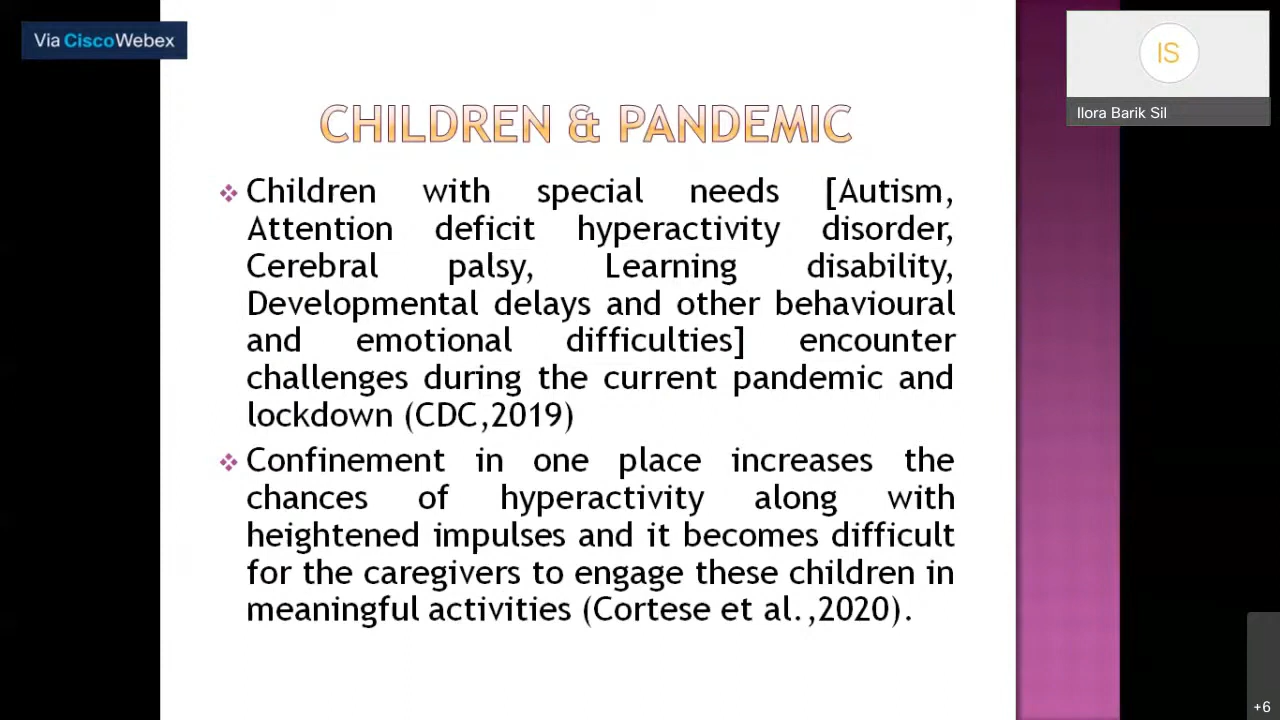 Via CiscoWebex
IS
Ilora Barik Sil
CHILDREN & PANDEMIC
Children with special needs [Autism,
Attention deficit hyperactivity disorder,
Cerebral palsy, Learning disability,
Developmental delays and other behavioural
and emotional difficulties] encounter
challenges during the current pandemic and
lockdown (CDC,2019)
Confinement in one place increases the
chances of hyperactivity along with
heightened impulses and it becomes difficult
for the caregivers to engage these children in
meaningful activities (Cortese et al.,2020).
+6